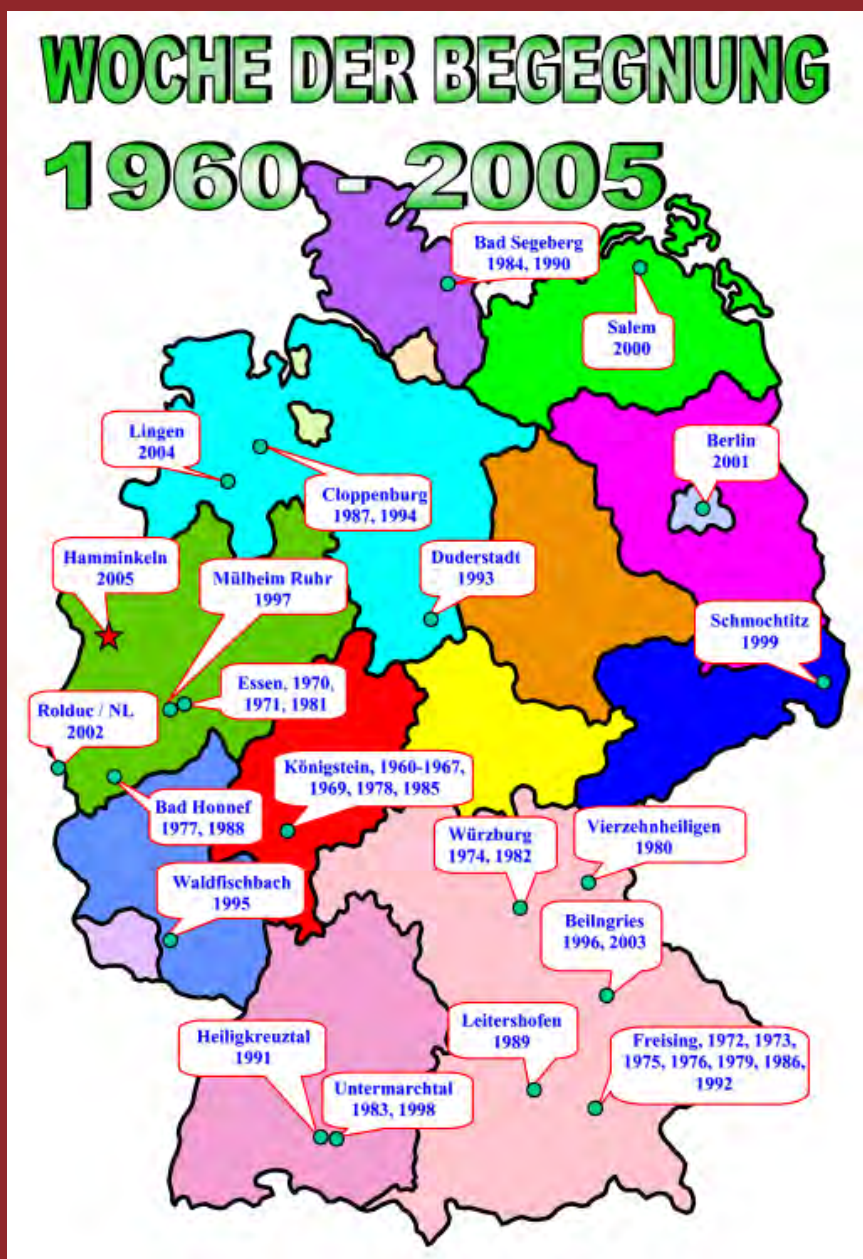 WOCHE DER BEGEGNUNG
1960 - 2005
Bad Segeberg
1984, 1990
Salem
2000
Lingen
2004
Cloppenburg
1987, 1994
Berlin
2001
Hamminkeln
2005
Mülheim Ruhr
1997
Duderstadt
1993
Schmochtitz
1999
Essen, 1970,
1971, 1981
Rolduc / NL
2002
Königstein, 1960-1967,
1969, 1978, 1985
Bad Honnef
1977, 1988
Würzburg
1974, 1982
Vierzehnheiligen
1980
Waldfischbach
1995
Beilngries
1996, 2003
Leitershofen
1989
Freising, 1972, 1973,
1975, 1976, 1979, 1986,
1992
Heiligkreuztal
1991
Untermarchtal
1983, 1998